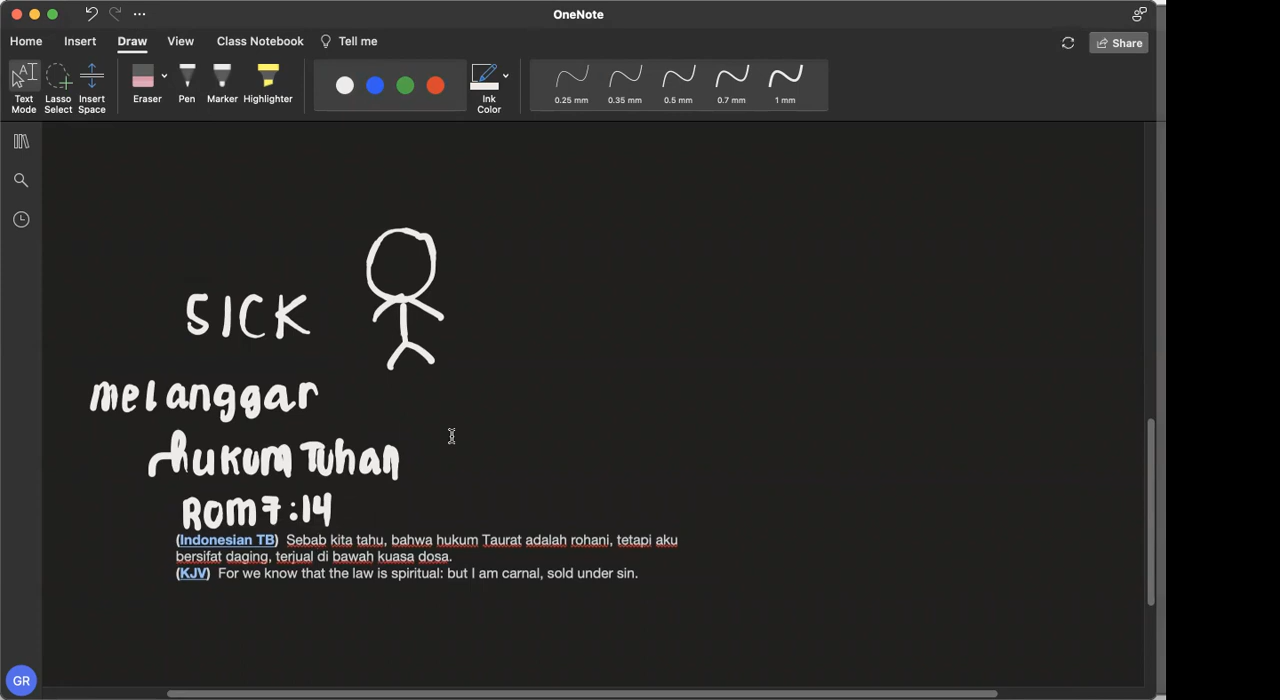 OneNote
Home Insert Draw View Class Notebook Tell me
Share
Text Mode
Lasso Select
Insert Space
Eraser
Pen
Marker
Highlighter
Ink Color
0.25 mm
0.35 mm
0.5 mm
0.7 mm
1 mm
SICK
melanggar
hukum Tuhan
Rom 7:14
(Indonesian TB) Sebab kita tahu, bahwa hukum Taurat adalah rohani, tetapi aku
bersifat daging, terjual di bawah kuasa dosa.
(KJV) For we know that the law is spiritual: but I am carnal, sold under sin.
GR